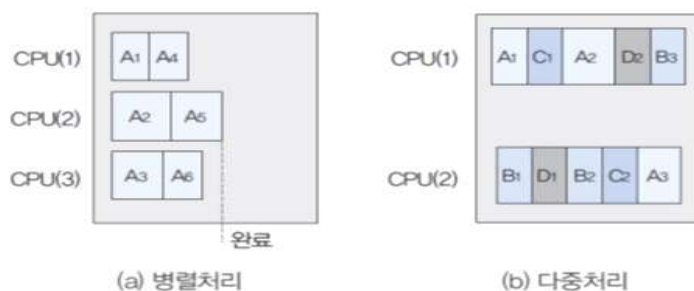 CPU(1) A1 A4
CPU(2) A2 A5
CPU(3) A3 A6
완료
(a) 병렬처리
CPU(1) A1 C1 A2 D2 B3
CPU(2) B1 D1 B2 C2 A3
(b) 다중처리